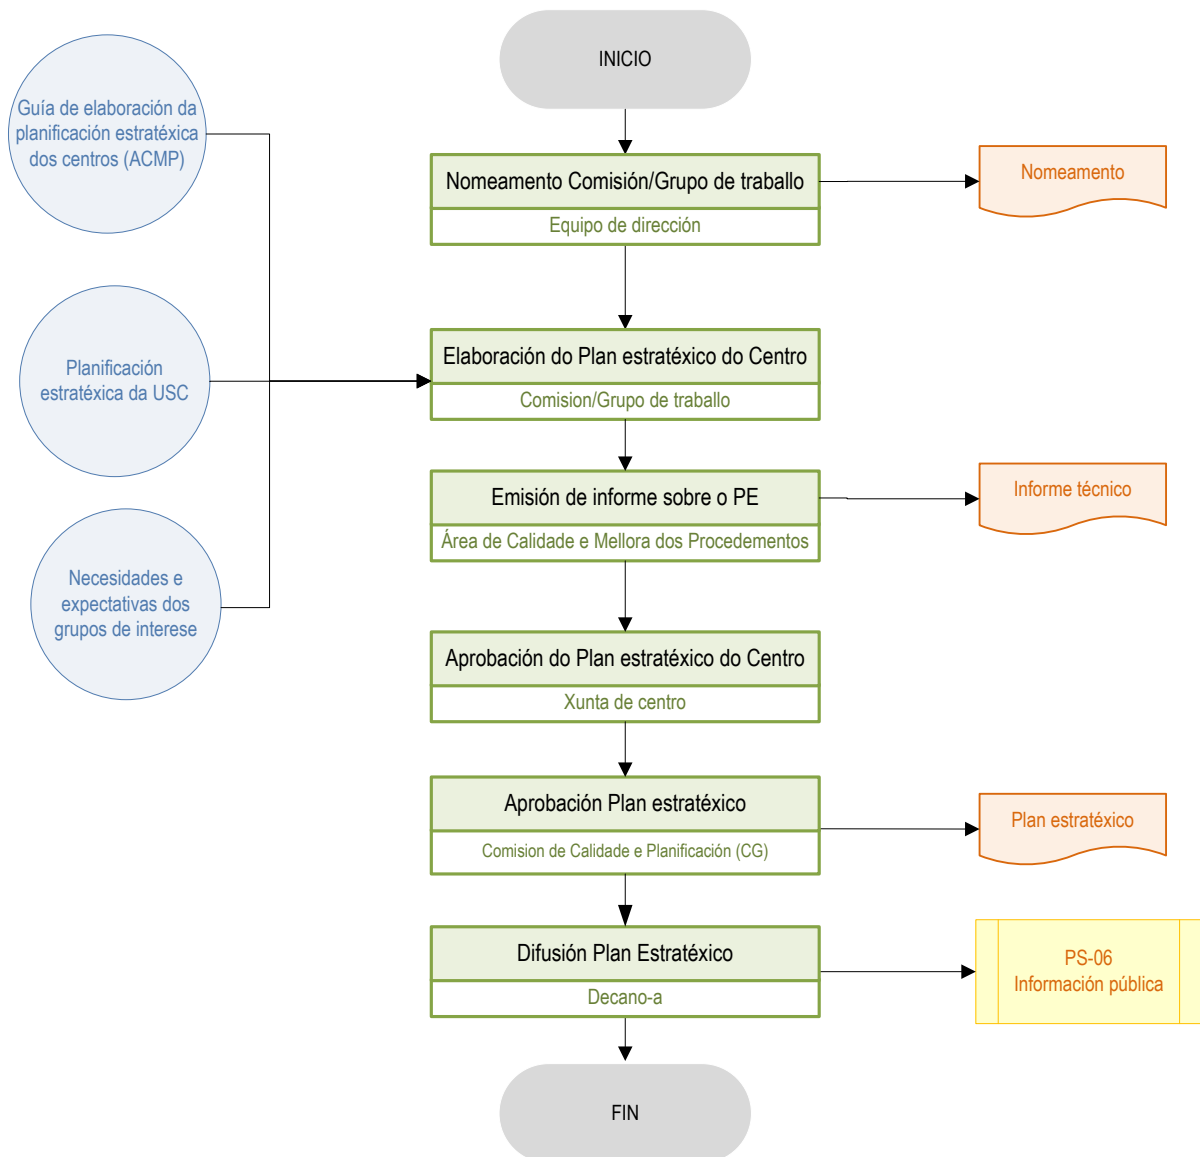 INICIO
Guía de elaboración da
planificación estratéxica
dos centros (ACMP)
Nomeamento Comisión/Grupo de traballo
Equipo de dirección
Nomeamento
Planificación
estratéxica da USC
Elaboración do Plan estratéxico do Centro
Comision/Grupo de traballo
Emisión de informe sobre o PE
Área de Calidade e Mellora dos Procedementos
Informe técnico
Necesidades e
expectativas dos
grupos de interese
Aprobación do Plan estratéxico do Centro
Xunta de centro
Aprobación Plan estratéxico
Comision de Calidade e Planificación (CG)
Plan estratéxico
Difusión Plan Estratéxico
Decano-a
PS-06
Información pública
FIN